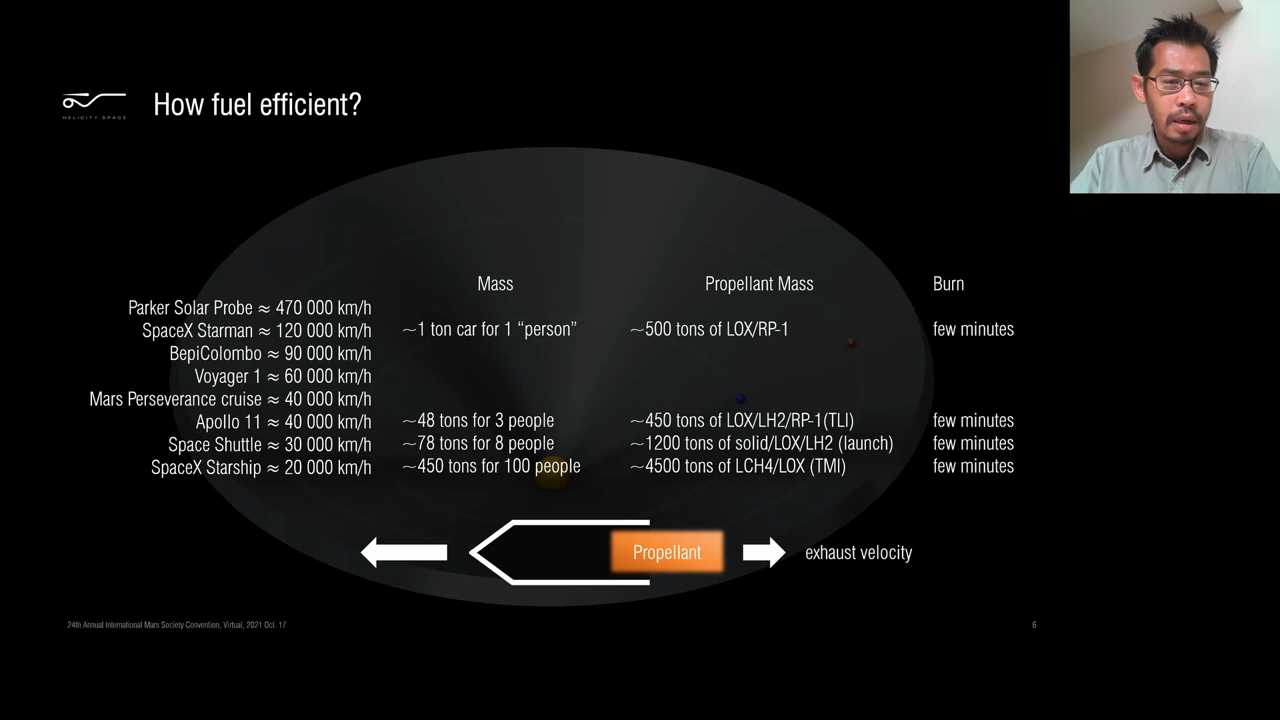 HELICITY SPACE
How fuel efficient?
Mass Propellant Mass Burn
Parker Solar Probe ≈ 470 000 km/h
SpaceX Starman ≈ 120 000 km/h ~1 ton car for 1 “person” ~500 tons of LOX/RP-1 few minutes
BepiColombo ≈ 90 000 km/h
Voyager 1 ≈ 60 000 km/h
Mars Perseverance cruise ≈ 40 000 km/h
Apollo 11 ≈ 40 000 km/h ~48 tons for 3 people ~450 tons of LOX/LH2/RP-1(TLI) few minutes
Space Shuttle ≈ 30 000 km/h ~78 tons for 8 people ~1200 tons of solid/LOX/LH2 (launch) few minutes
SpaceX Starship ≈ 20 000 km/h ~450 tons for 100 people ~4500 tons of LCH4/LOX (TMI) few minutes
Propellant exhaust velocity
24th Annual International Mars Society Convention, Virtual, 2021 Oct. 17 6